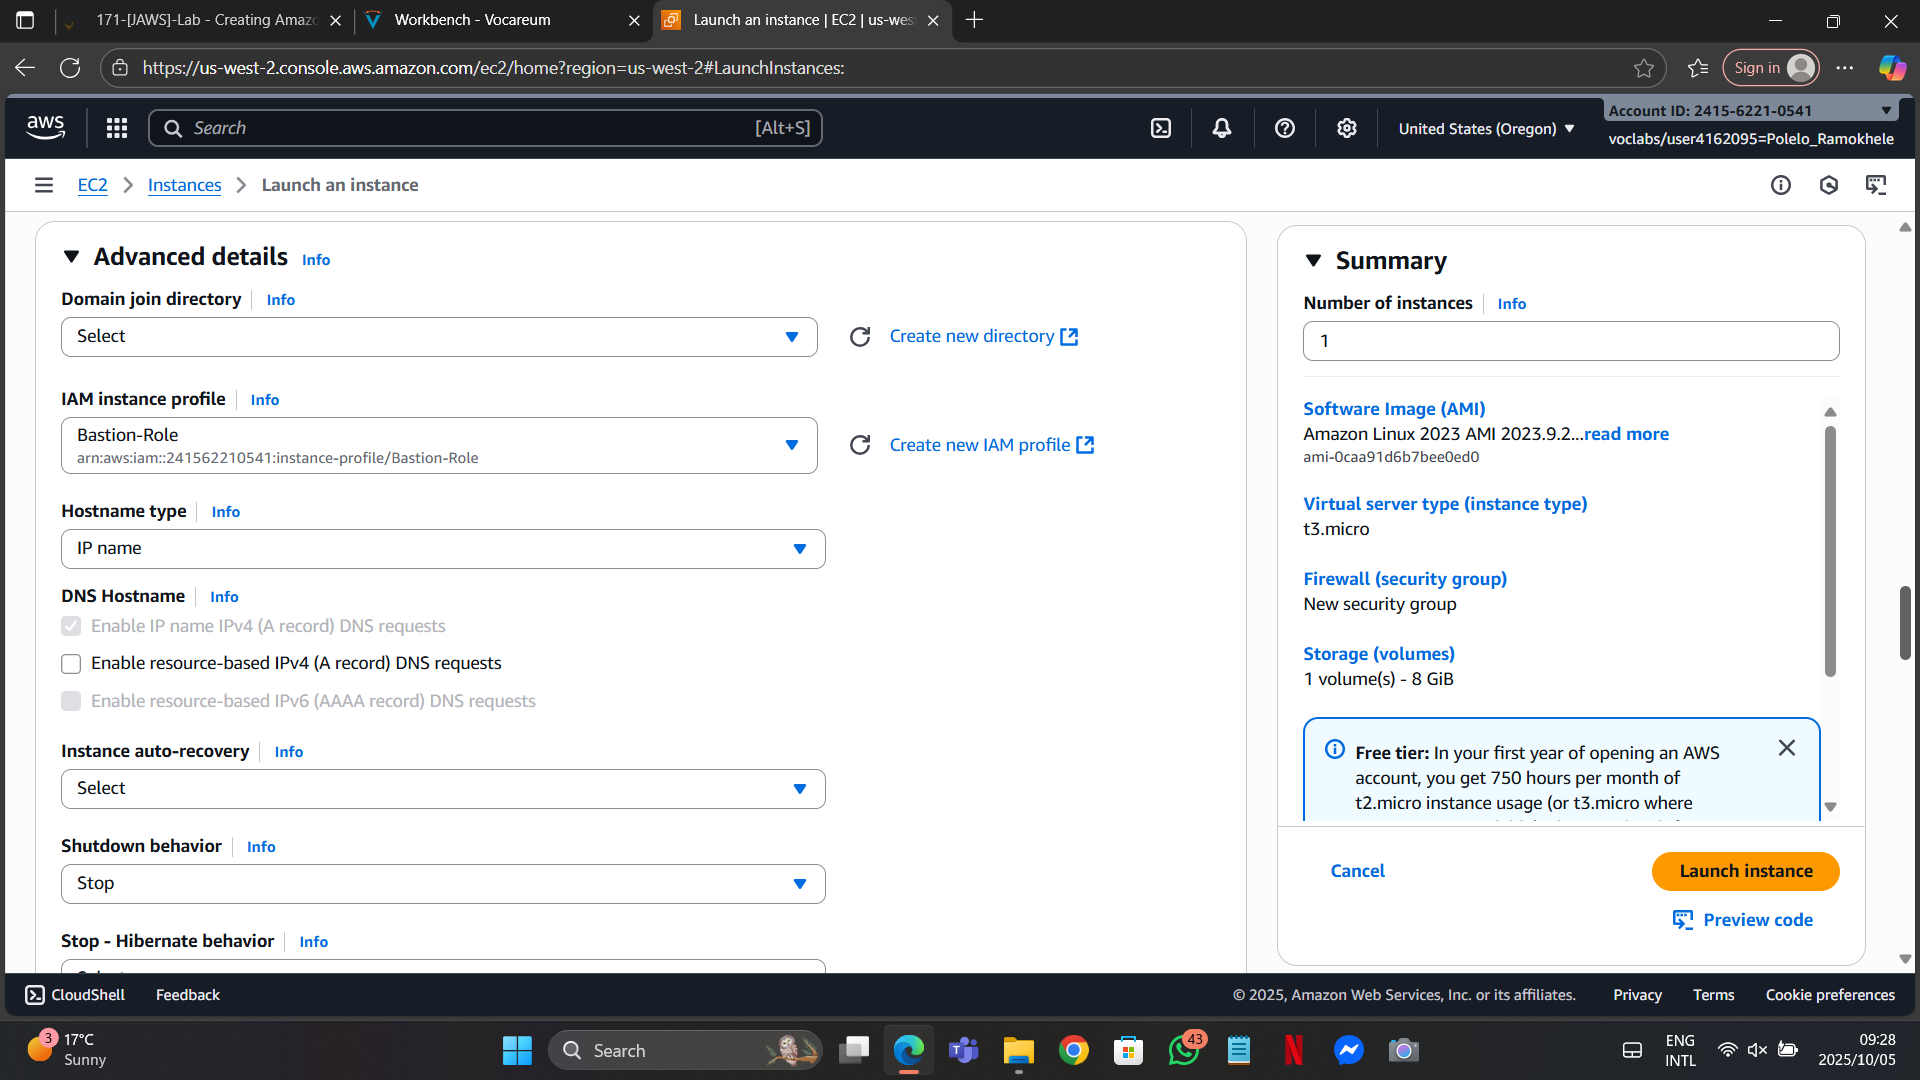 171-[JAWS]-Lab - Creating Amazo
Workbench - Vocareum
Launch an instance | EC2 | us-wes
https://us-west-2.console.aws.amazon.com/ec2/home?region=us-west-2#LaunchInstances:
Sign in
aws
Search
[Alt+S]
United States (Oregon)
Account ID: 2415-6221-0541
voclabs/user4162095=Polelo_Ramokhele
EC2
Instances
Launch an instance
Advanced details Info
Domain join directory Info
Select
Create new directory
IAM instance profile Info
Bastion-Role
arn:aws:iam::241562210541:instance-profile/Bastion-Role
Create new IAM profile
Hostname type Info
IP name
DNS Hostname Info
Enable IP name IPv4 (A record) DNS requests
Enable resource-based IPv4 (A record) DNS requests
Enable resource-based IPv6 (AAAA record) DNS requests
Instance auto-recovery Info
Select
Shutdown behavior Info
Stop
Stop - Hibernate behavior Info
Summary
Number of instances Info
1
Software Image (AMI)
Amazon Linux 2023 AMI 2023.9.2...read more
ami-0caa91d6b7bee0ed0
Virtual server type (instance type)
t3.micro
Firewall (security group)
New security group
Storage (volumes)
1 volume(s) - 8 GiB
Free tier: In your first year of opening an AWS
account, you get 750 hours per month of
t2.micro instance usage (or t3.micro where
Cancel
Launch instance
Preview code
CloudShell
Feedback
© 2025, Amazon Web Services, Inc. or its affiliates.
Privacy
Terms
Cookie preferences
3
17°C
Sunny
Search
43
ENG
INTL
09:28
2025/10/05